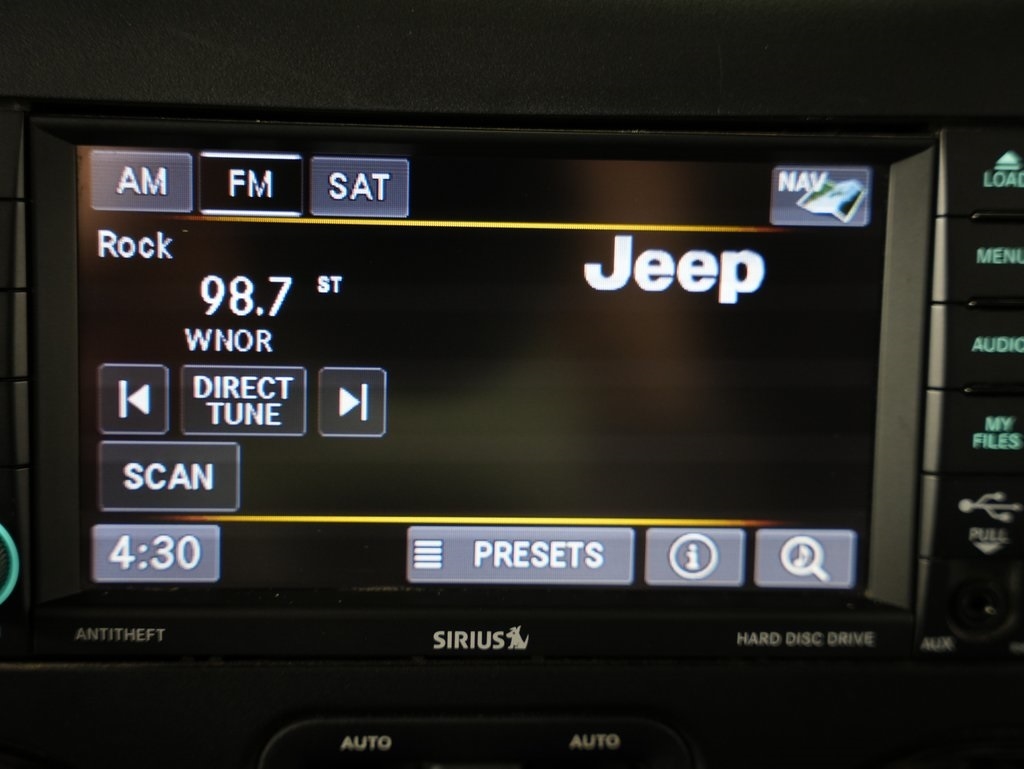 AM FM SAT NAV
Rock
Jeep
98.7 ST
WNOR
DIRECT
TUNE
SCAN
4:30 PRESETS i
ANTITHEFT SIRIUS HARD DISC DRIVE
LOAD
MENU
AUDIO
MY
FILES
PULL
AUX
AUTO AUTO